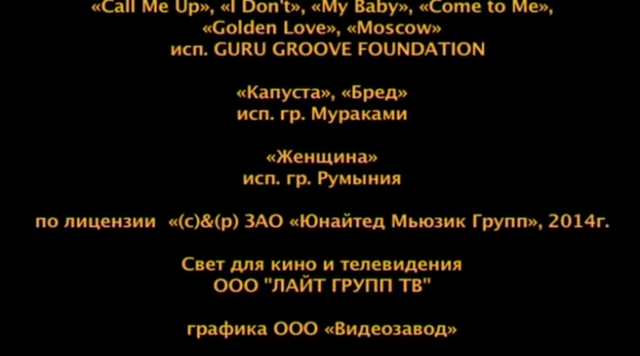 «Call Me Up», «I Don't», «My Baby», «Come to Me»,
«Golden Love», «Moscow»
исп. GURU GROOVE FOUNDATION
«Капуста», «Бред»
исп. гр. Мураками
«Женщина»
исп. гр. Румыния
по лицензии «(с)&(р) ЗАО «Юнайтед Мьюзик Групп», 2014г.
Свет для кино и телевидения
ООО "ЛАЙТ ГРУПП ТВ"
графика ООО «Видеозавод»